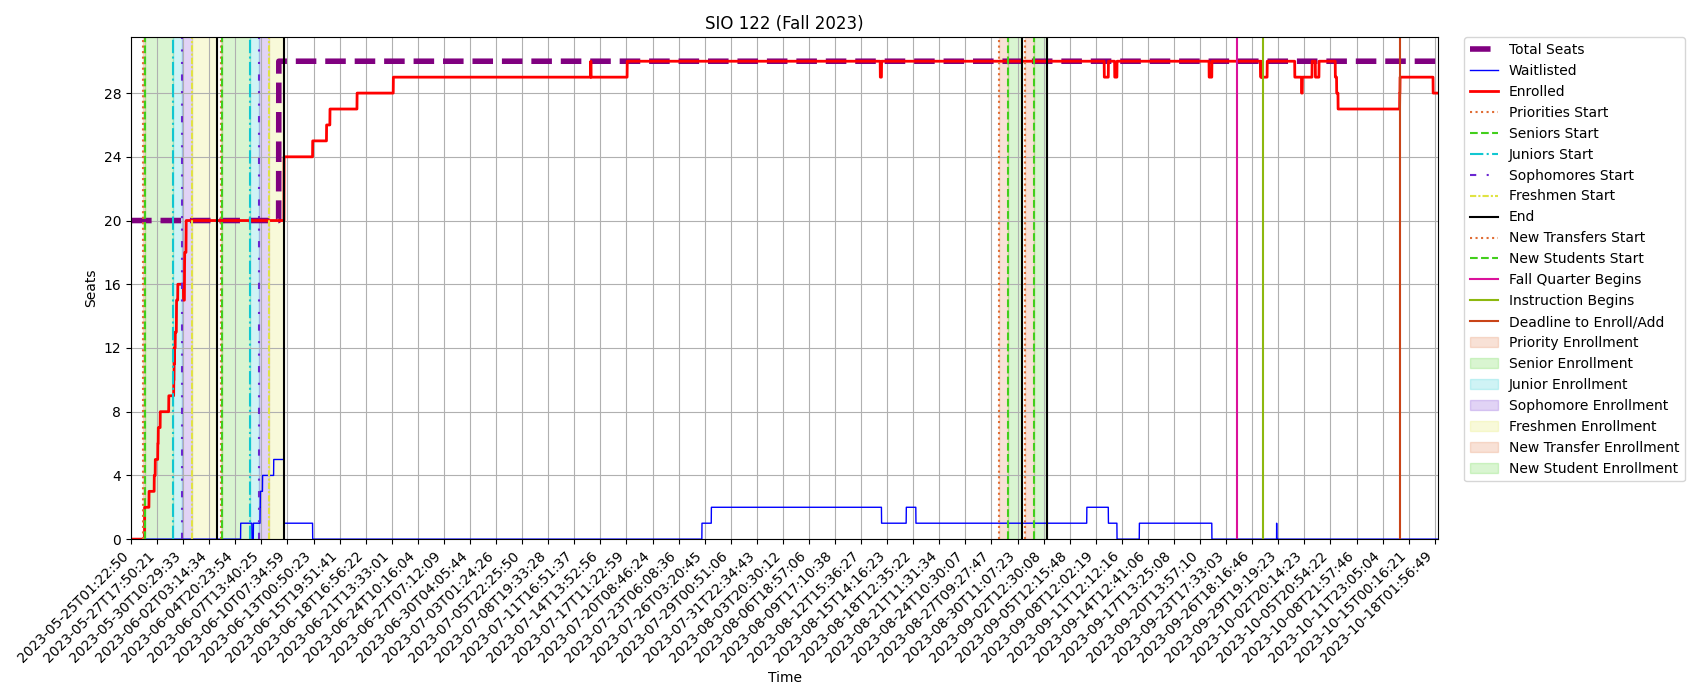 SIO 122 (Fall 2023)
Seats
28
24
20
16
12
8
4
0
2023-05-25T01:22:50
2023-05-27T17:50:21
2023-05-30T10:29:33
2023-06-02T03:14:34
2023-06-04T20:23:54
2023-06-07T13:40:25
2023-06-10T07:34:59
2023-06-13T00:50:23
2023-06-15T19:51:41
2023-06-18T16:56:22
2023-06-21T13:33:01
2023-06-24T10:16:04
2023-06-27T07:12:09
2023-06-30T04:05:44
2023-07-03T01:24:26
2023-07-05T22:25:50
2023-07-08T19:33:28
2023-07-11T16:51:37
2023-07-14T13:52:56
2023-07-17T11:22:59
2023-07-20T08:46:24
2023-07-23T06:08:36
2023-07-26T03:20:45
2023-07-29T00:51:06
2023-07-31T22:34:43
2023-08-03T20:30:12
2023-08-06T18:57:06
2023-08-09T17:10:38
2023-08-12T15:36:27
2023-08-15T14:16:23
2023-08-18T12:35:22
2023-08-21T11:31:34
2023-08-24T10:30:07
2023-08-27T09:27:47
2023-08-30T11:07:23
2023-09-02T12:30:08
2023-09-05T12:15:48
2023-09-08T12:02:19
2023-09-11T12:12:16
2023-09-14T12:41:06
2023-09-17T13:25:08
2023-09-20T13:57:10
2023-09-23T17:33:03
2023-09-26T18:16:46
2023-09-29T19:19:23
2023-10-02T20:14:23
2023-10-05T20:54:22
2023-10-08T21:57:46
2023-10-11T23:05:04
2023-10-15T00:16:21
2023-10-18T01:56:49
Time
Total Seats
Waitlisted
Enrolled
Priorities Start
Seniors Start
Juniors Start
Sophomores Start
Freshmen Start
End
New Transfers Start
New Students Start
Fall Quarter Begins
Instruction Begins
Deadline to Enroll/Add
Priority Enrollment
Senior Enrollment
Junior Enrollment
Sophomore Enrollment
Freshmen Enrollment
New Transfer Enrollment
New Student Enrollment